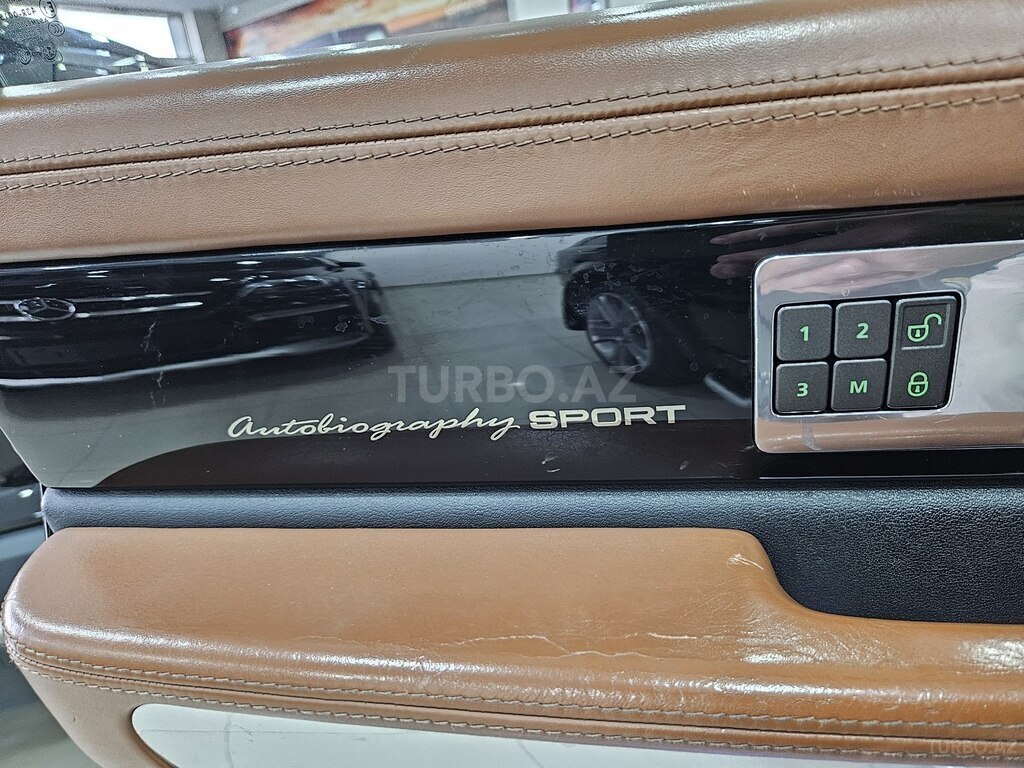 1 2
TURBO.AZ
3 M
Autobiography SPORT
TURBO.AZ